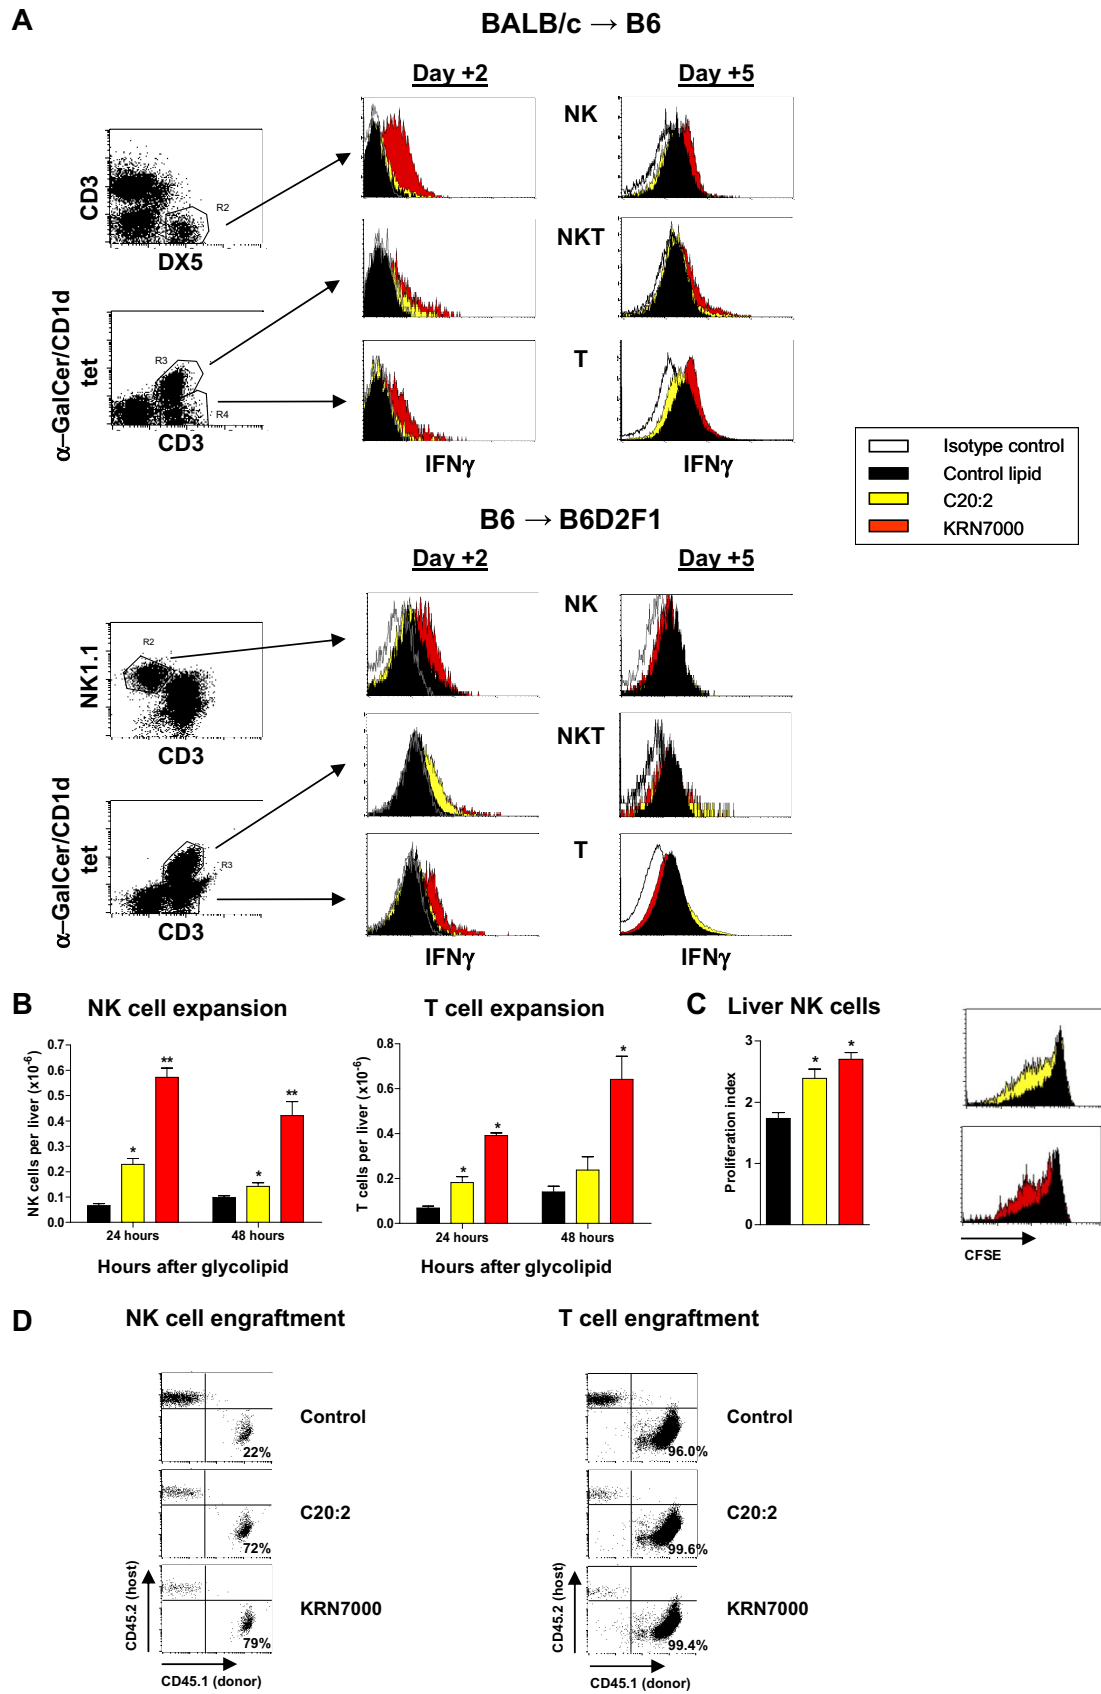 A
BALB/c → B6
Day +2
Day +5
CD3
R2
DX5
NK
NKT
α–GalCer/CD1d
tet
R3
R4
CD3
T
IFNγ
IFNγ
Isotype control
Control lipid
C20:2
KRN7000
B6 → B6D2F1
Day +2
Day +5
NK1.1
R2
CD3
NK
NKT
α–GalCer/CD1d
tet
R3
CD3
T
IFNγ
IFNγ
B
NK cell expansion
NK cells per liver (x10⁻⁶)
0.7
0.6
0.5
0.4
0.3
0.2
0.1
0.0
*
**
*
**
24 hours
48 hours
Hours after glycolipid
T cell expansion
T cells per liver (x10⁻⁶)
0.8
0.6
0.4
0.2
0.0
*
*
*
24 hours
48 hours
Hours after glycolipid
C
Liver NK cells
Proliferation index
3
2
1
0
*
*
CFSE
D
NK cell engraftment
22%
Control
72%
C20:2
79%
KRN7000
CD45.2 (host)
CD45.1 (donor)
T cell engraftment
96.0%
Control
99.6%
C20:2
99.4%
KRN7000
CD45.2 (host)
CD45.1 (donor)